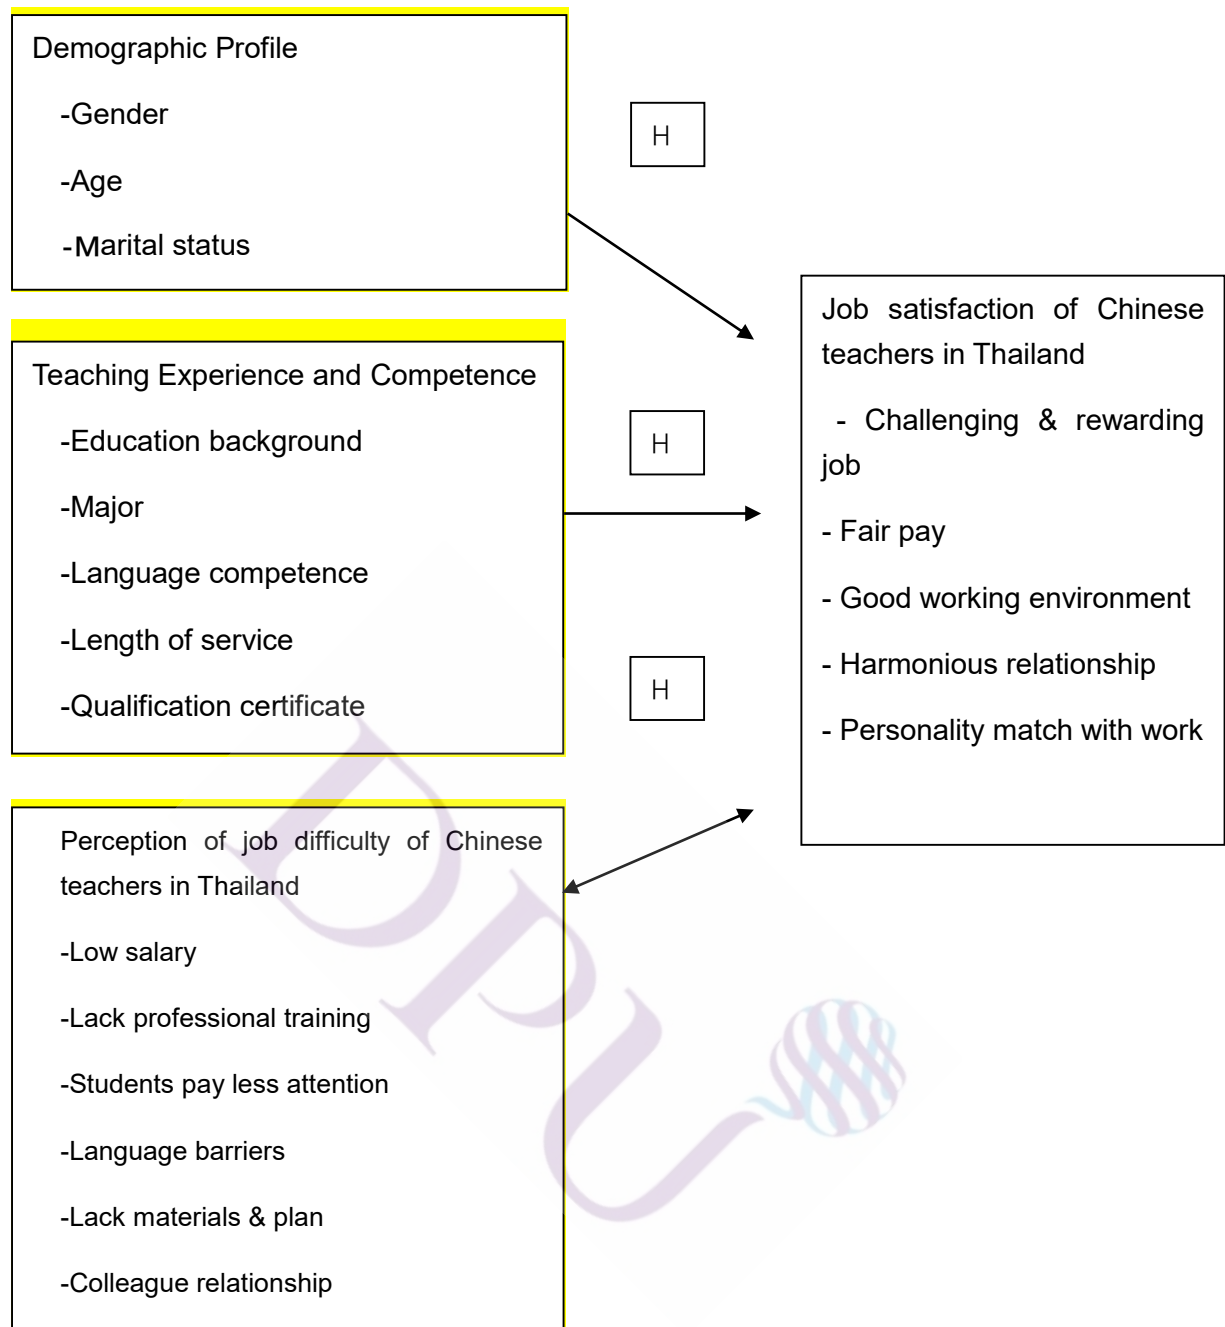 Demographic Profile
-Gender
-Age
-Marital status
H
Teaching Experience and Competence
-Education background
-Major
-Language competence
-Length of service
-Qualification certificate
H
H
Perception of job difficulty of Chinese
teachers in Thailand
-Low salary
-Lack professional training
-Students pay less attention
-Language barriers
-Lack materials & plan
-Colleague relationship
Job satisfaction of Chinese
teachers in Thailand
- Challenging & rewarding
job
- Fair pay
- Good working environment
- Harmonious relationship
- Personality match with work
DPU